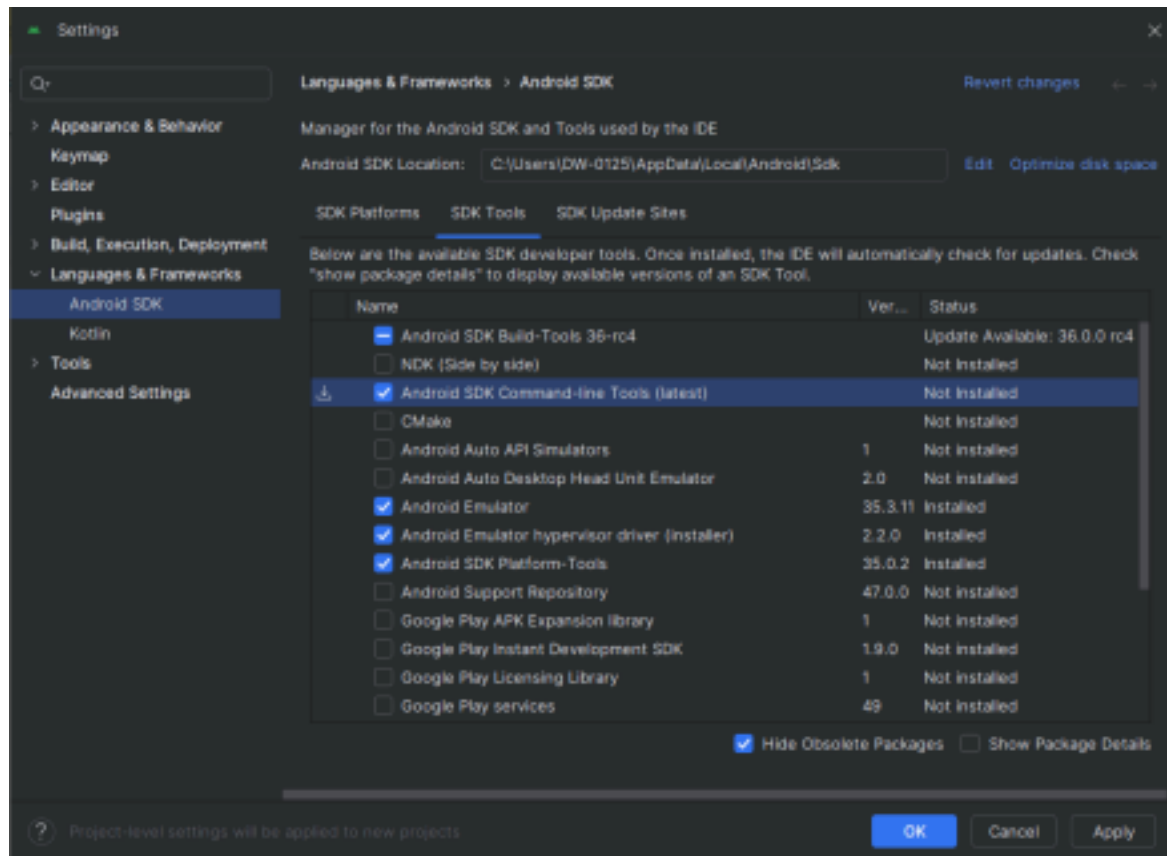 Settings
Languages & Frameworks > Android SDK
Revert changes
Appearance & Behavior
Keymap
Editor
Plugins
Build, Execution, Deployment
Languages & Frameworks
Android SDK
Kotlin
Tools
Advanced Settings
Manager for the Android SDK and Tools used by the IDE
Android SDK Location: C:\Users\DW-0125\AppData\Local\Android\Sdk Edit Optimize disk space
SDK Platforms SDK Tools SDK Update Sites
Below are the available SDK developer tools. Once installed, the IDE will automatically check for updates. Check
"show package details" to display available versions of an SDK Tool.
Name Ver... Status
Android SDK Build-Tools 36-rc4 Update Available: 36.0.0 rc4
NDK (Side by side) Not Installed
Android SDK Command-line Tools (latest) Not Installed
CMake Not Installed
Android Auto API Simulators 1 Not installed
Android Auto Desktop Head Unit Emulator 2.0 Not installed
Android Emulator 35.3.11 Installed
Android Emulator hypervisor driver (installer) 2.2.0 Installed
Android SDK Platform-Tools 35.0.2 Installed
Android Support Repository 47.0.0 Not installed
Google Play APK Expansion library 1 Not installed
Google Play Instant Development SDK 1.9.0 Not installed
Google Play Licensing Library 1 Not installed
Google Play services 49 Not installed
Hide Obsolete Packages Show Package Details
? Project-level settings will be applied to new projects
OK Cancel Apply